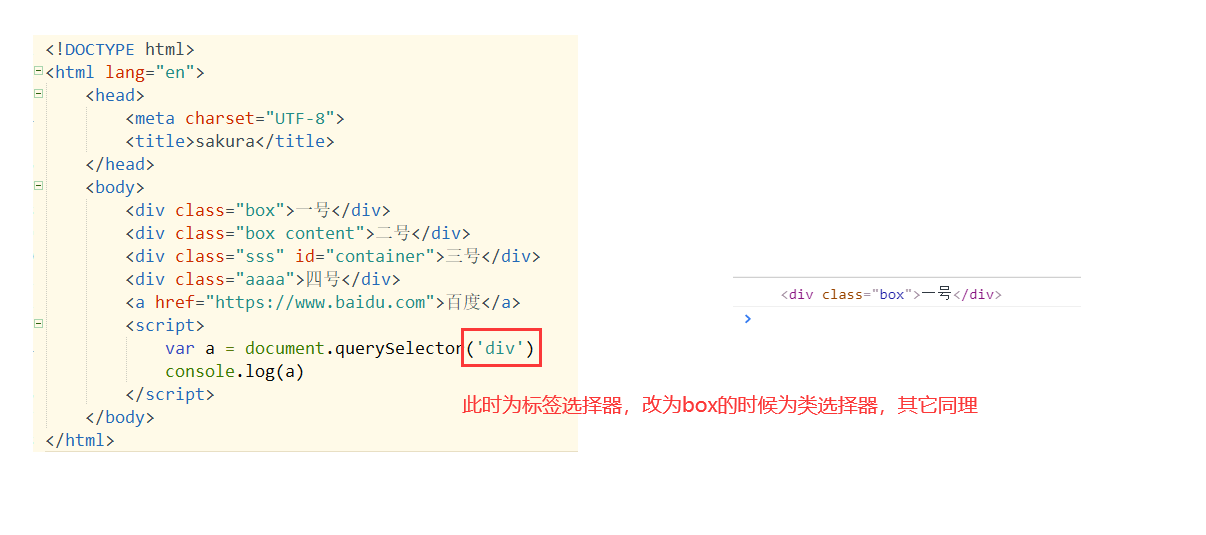 <!DOCTYPE html>
<html lang="en">
<head>
<meta charset="UTF-8">
<title>sakura</title>
</head>
<body>
<div class="box">一号</div>
<div class="box content">二号</div>
<div class="sss" id="container">三号</div>
<div class="aaaa">四号</div>
<a href="https://www.baidu.com">百度</a>
<script>
var a = document.querySelector('div')
console.log(a)
</script>
</body>
</html>
此时为标签选择器，改为box的时候为类选择器，其它同理
<div class="box">一号</div>